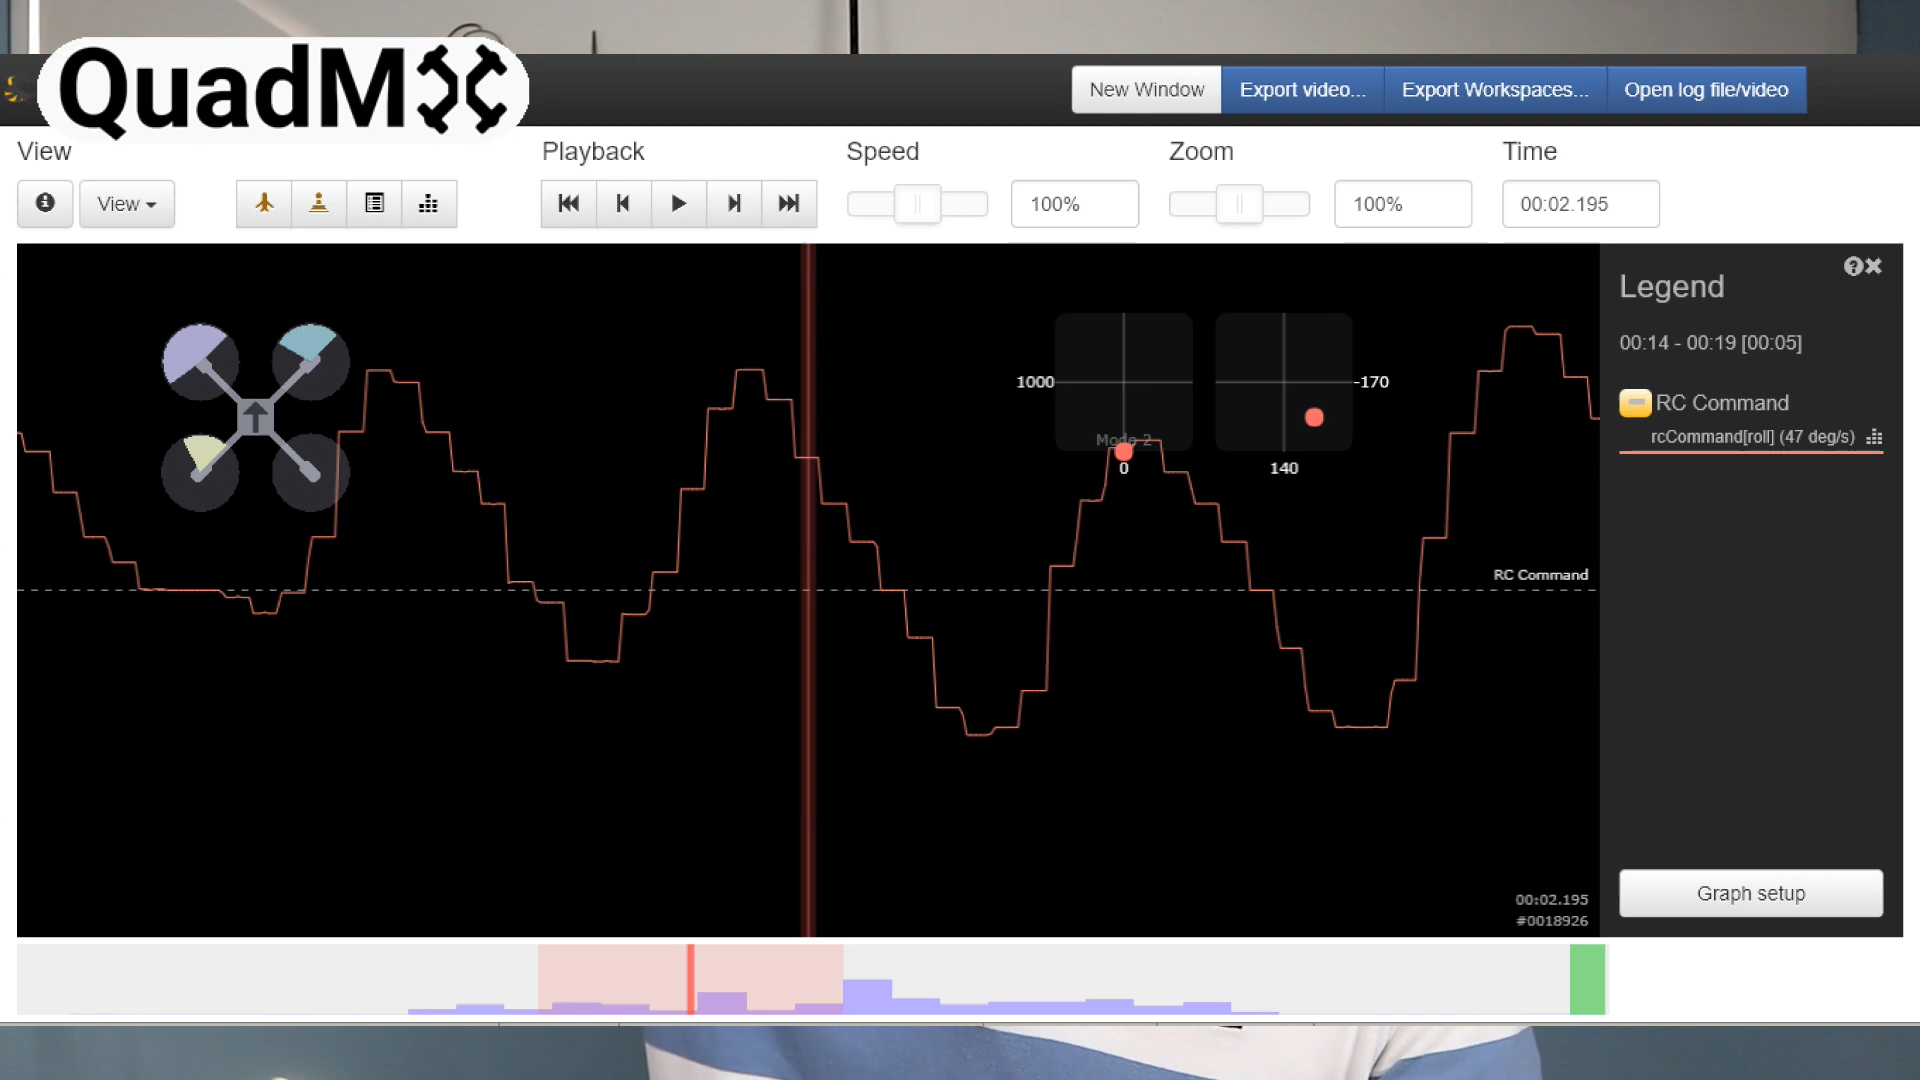 QuadM
New Window
Export video...
Export Workspaces...
Open log file/video
View
Playback
Speed
Zoom
Time
View
100%
100%
00:02.195
Legend
00:14 - 00:19 [00:05]
RC Command
rcCommand[roll] (47 deg/s)
1000
-170
Mode 2
0
140
RC Command
00:02.195
#0018926
Graph setup